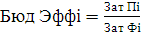 Бюд Эффі = Зат Пі / Зат Фі